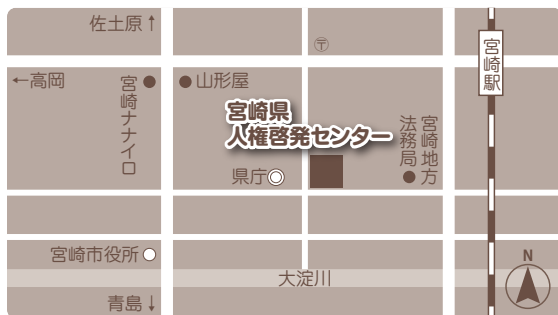 佐土原↑
〒
宮崎駅
←高岡
宮崎ナナイロ
山形屋
宮崎県
人権啓発センター
宮崎地方
法務局
県庁
宮崎市役所
大淀川
N
青島↓